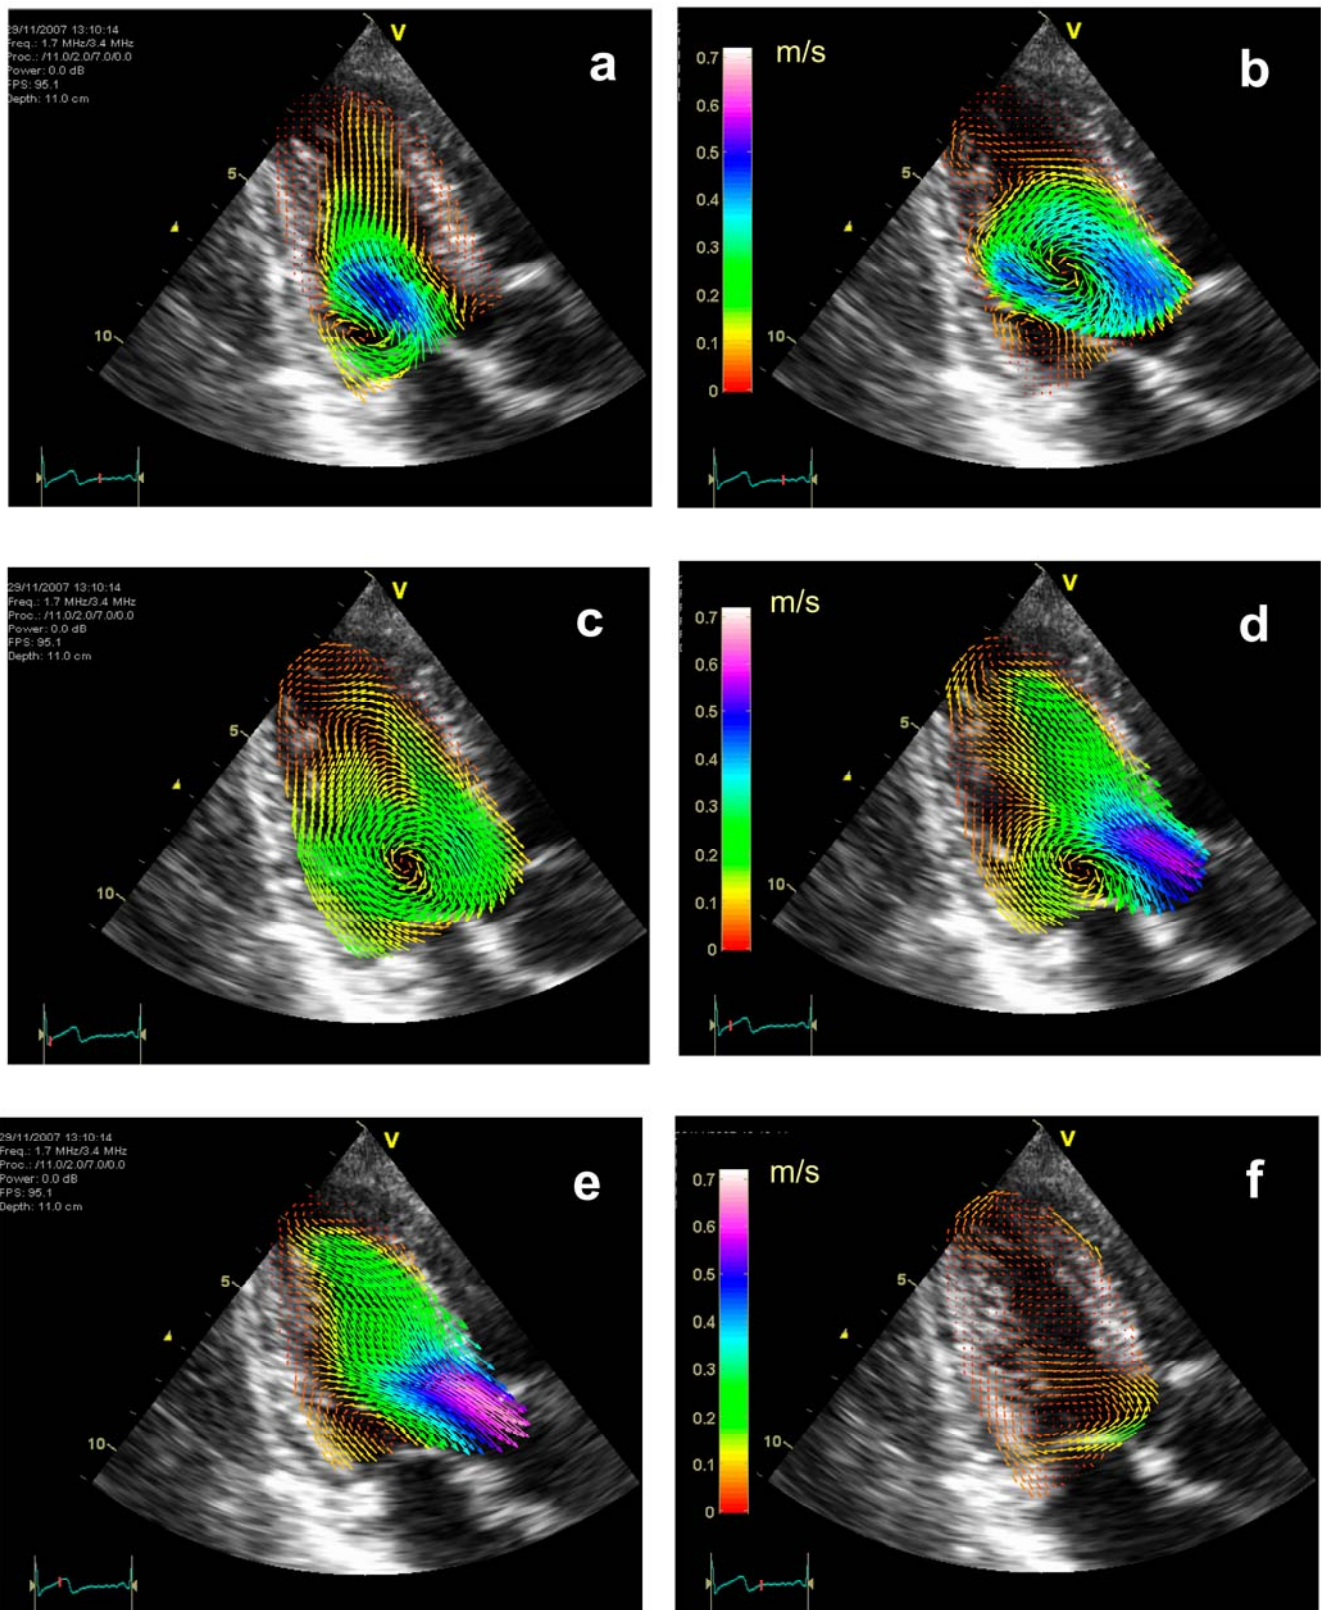 29/11/2007 13:10:14
Freq.: 1.7 MHz/3.4 MHz
Proc.: /11.0/2.0/7.0/0.0
Power: 0.0 dB
FPS: 95.1
Depth: 11.0 cm
V
a
5
10
V
b
m/s
0.7
0.6
0.5
0.4
0.3
0.2
0.1
0
5
10
29/11/2007 13:10:14
Freq.: 1.7 MHz/3.4 MHz
Proc.: /11.0/2.0/7.0/0.0
Power: 0.0 dB
FPS: 95.1
Depth: 11.0 cm
V
c
5
10
V
d
m/s
0.7
0.6
0.5
0.4
0.3
0.2
0.1
0
5
10
29/11/2007 13:10:14
Freq.: 1.7 MHz/3.4 MHz
Proc.: /11.0/2.0/7.0/0.0
Power: 0.0 dB
FPS: 95.1
Depth: 11.0 cm
V
e
5
10
V
f
m/s
0.7
0.6
0.5
0.4
0.3
0.2
0.1
0
5
10